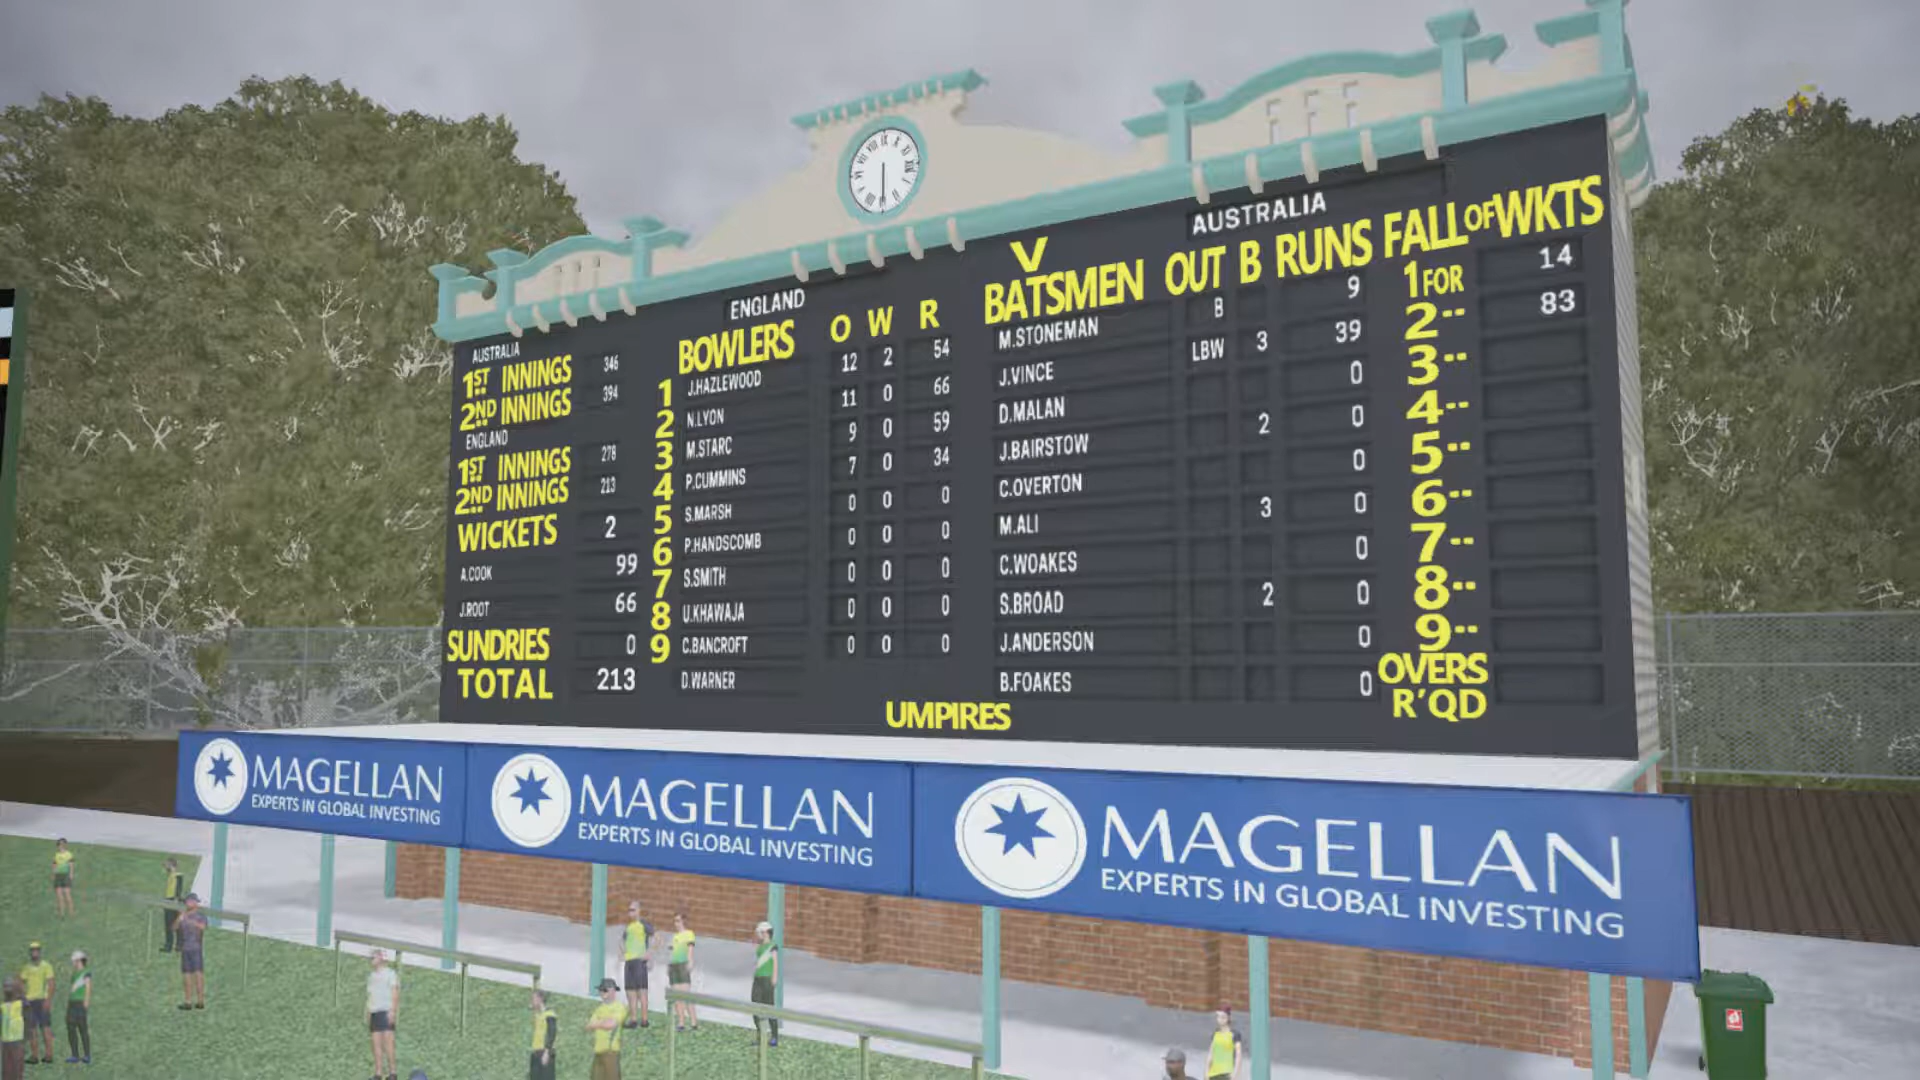 AUSTRALIA
1ST INNINGS 346
2ND INNINGS 394
ENGLAND
1ST INNINGS 278
2ND INNINGS 213
WICKETS 2
A.COOK 99
J.ROOT 66
SUNDRIES 0
TOTAL 213
ENGLAND
BOWLERS O W R
1 J.HAZLEWOOD 12 2 54
2 N.LYON 11 0 66
3 M.STARC 9 0 59
4 P.CUMMINS 7 0 34
5 S.MARSH 0 0 0
6 P.HANDSCOMB 0 0 0
7 S.SMITH 0 0 0
8 U.KHAWAJA 0 0 0
9 C.BANCROFT 0 0 0
D.WARNER
V
AUSTRALIA
BATSMEN OUT B RUNS
M.STONEMAN B 9
J.VINCE LBW 3 39
D.MALAN 0
J.BAIRSTOW 2 0
C.OVERTON 0
M.ALI 3 0
C.WOAKES 0
S.BROAD 2 0
J.ANDERSON 0
B.FOAKES 0
FALL OF WKTS
1 FOR 14
2-- 83
3--
4--
5--
6--
7--
8--
9--
OVERS
R'QD
UMPIRES
MAGELLAN
EXPERTS IN GLOBAL INVESTING
MAGELLAN
EXPERTS IN GLOBAL INVESTING
MAGELLAN
EXPERTS IN GLOBAL INVESTING